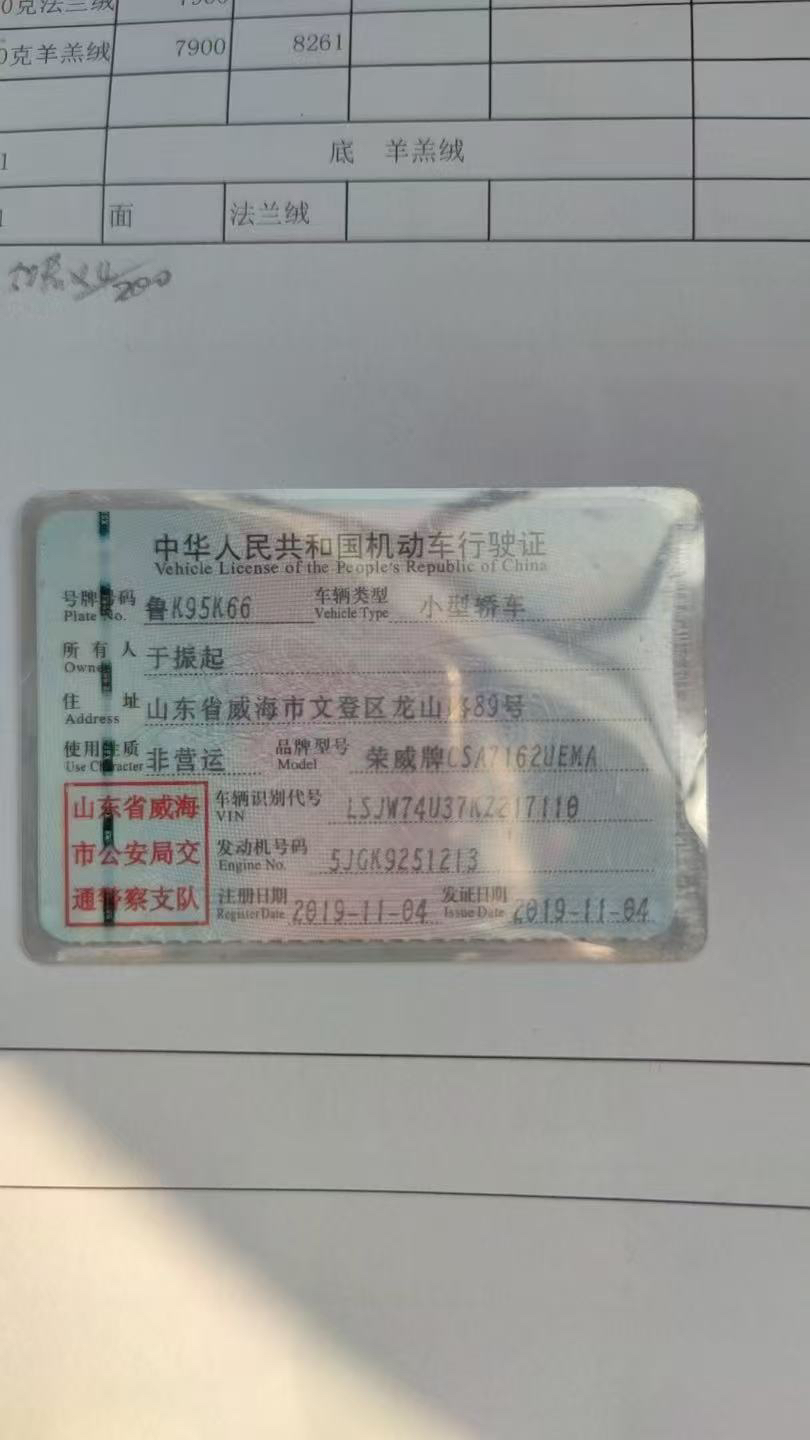 0克法兰绒
0克羊羔绒 7900 8261
底 羊羔绒
面 法兰绒
200
中华人民共和国机动车行驶证
Vehicle License of the People's Republic of China
号牌号码 鲁K95K66 车辆类型 小型轿车
Plate No. Vehicle Type
所有人 于振起
Owner
住址 山东省威海市文登区龙山 489号
Address
使用性质 非营运 品牌型号 荣威牌CSA7162UEMA
Use Character Model
山东省威海 车辆识别代号 LSJW74U37KZ217110
VIN
市公安局交 发动机号码 5JGK9251213
Engine No.
通警察支队 注册日期 2019-11-04 发证日期 2019-11-04
Register Date Issue Date